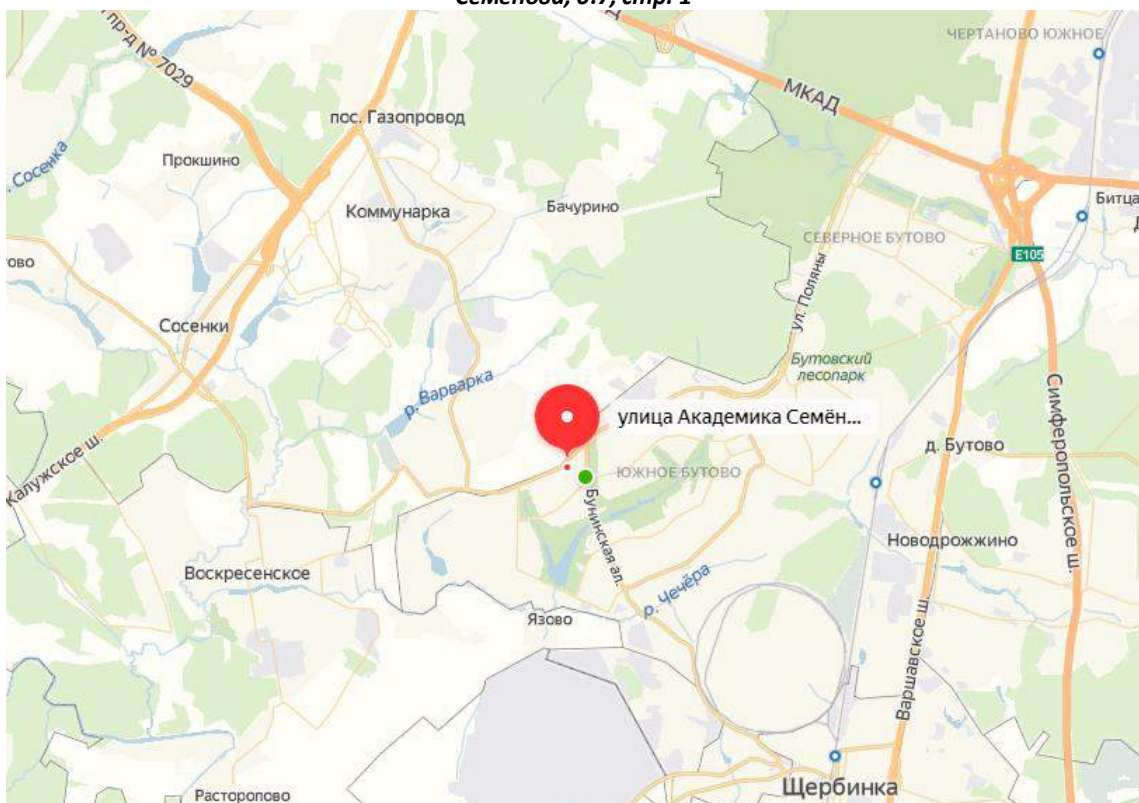 Семенова, д.7, стр. 1
пр-д № 7029
ЧЕРТАНОВО ЮЖНОЕ
МКАД
пос. Газопровод
Прокшино
Сосенка
Коммунарка
Бачурино
Битца
СЕВЕРНОЕ БУТОВО
E105
ул. Поляны
Сосенки
Бутовский
лесопарк
р. Варварка
Симферопольское ш.
улица Академика Семён...
д. Бутово
Калужское ш.
ЮЖНОЕ БУТОВО
Бунинская ал.
Новодрожжино
Воскресенское
р. Чечёра
Язово
Варшавское ш.
Щербинка
Расторопово